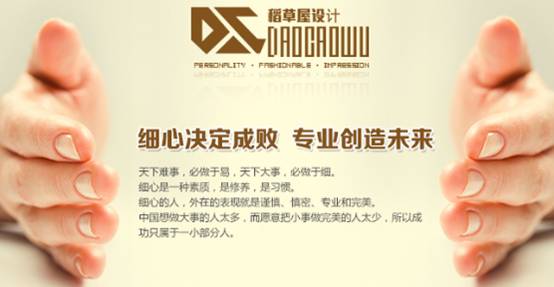 稻草屋设计
DAOCAOWU
PERSONALITY · FASHIONABLE · IMPRESSION
细心决定成败 专业创造未来
天下难事，必做于易，天下大事，必做于细。
细心是一种素质，是修养，是习惯。
细心的人，外在的表现就是谨慎、慎密、专业和完美。
中国想做大事的人太多，而愿意把小事做完美的人太少，所以成
功只属于一小部分人。